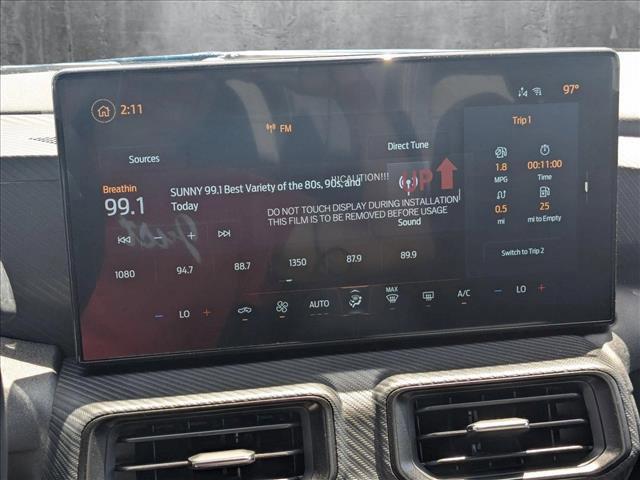 2:11
97°
FM
Trip 1
Direct Tune
Sources
!!!CAUTION!!!
UP
1.8
MPG
00:11:00
Time
Breathin
99.1
SUNNY 99.1 Best Variety of the 80s, 90s, and
Today
DO NOT TOUCH DISPLAY DURING INSTALLATION
THIS FILM IS TO BE REMOVED BEFORE USAGE
Sound
0.5
mi
25
mi to Empty
1080
94.7
88.7
1350
87.9
89.9
Switch to Trip 2
- LO +
AUTO
MAX
A/C
- LO +